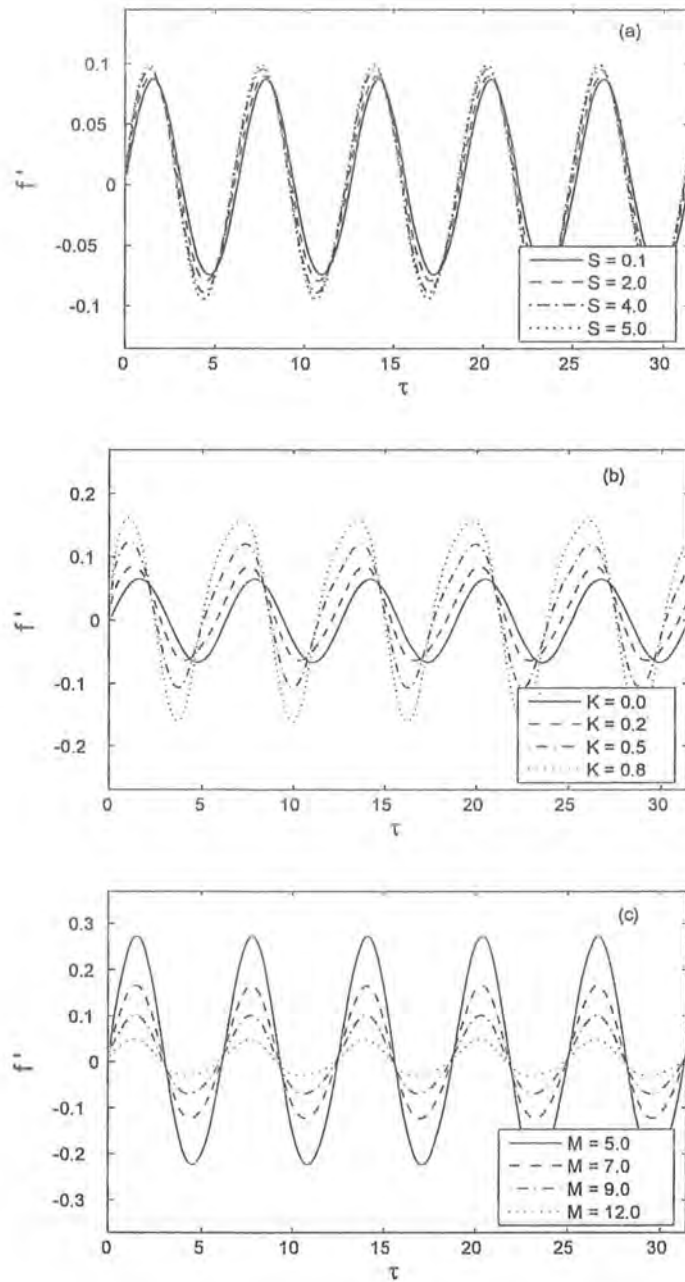 (a)
0.1
0.05
0
-0.05
-0.1
f '
S = 0.1
S = 2.0
S = 4.0
S = 5.0
0 5 10 15 20 25 30
τ
(b)
0.2
0.1
0
-0.1
-0.2
f '
K = 0.0
K = 0.2
K = 0.5
K = 0.8
0 5 10 15 20 25 30
τ
(c)
0.3
0.2
0.1
0
-0.1
-0.2
-0.3
f '
M = 5.0
M = 7.0
M = 9.0
M = 12.0
0 5 10 15 20 25 30
τ